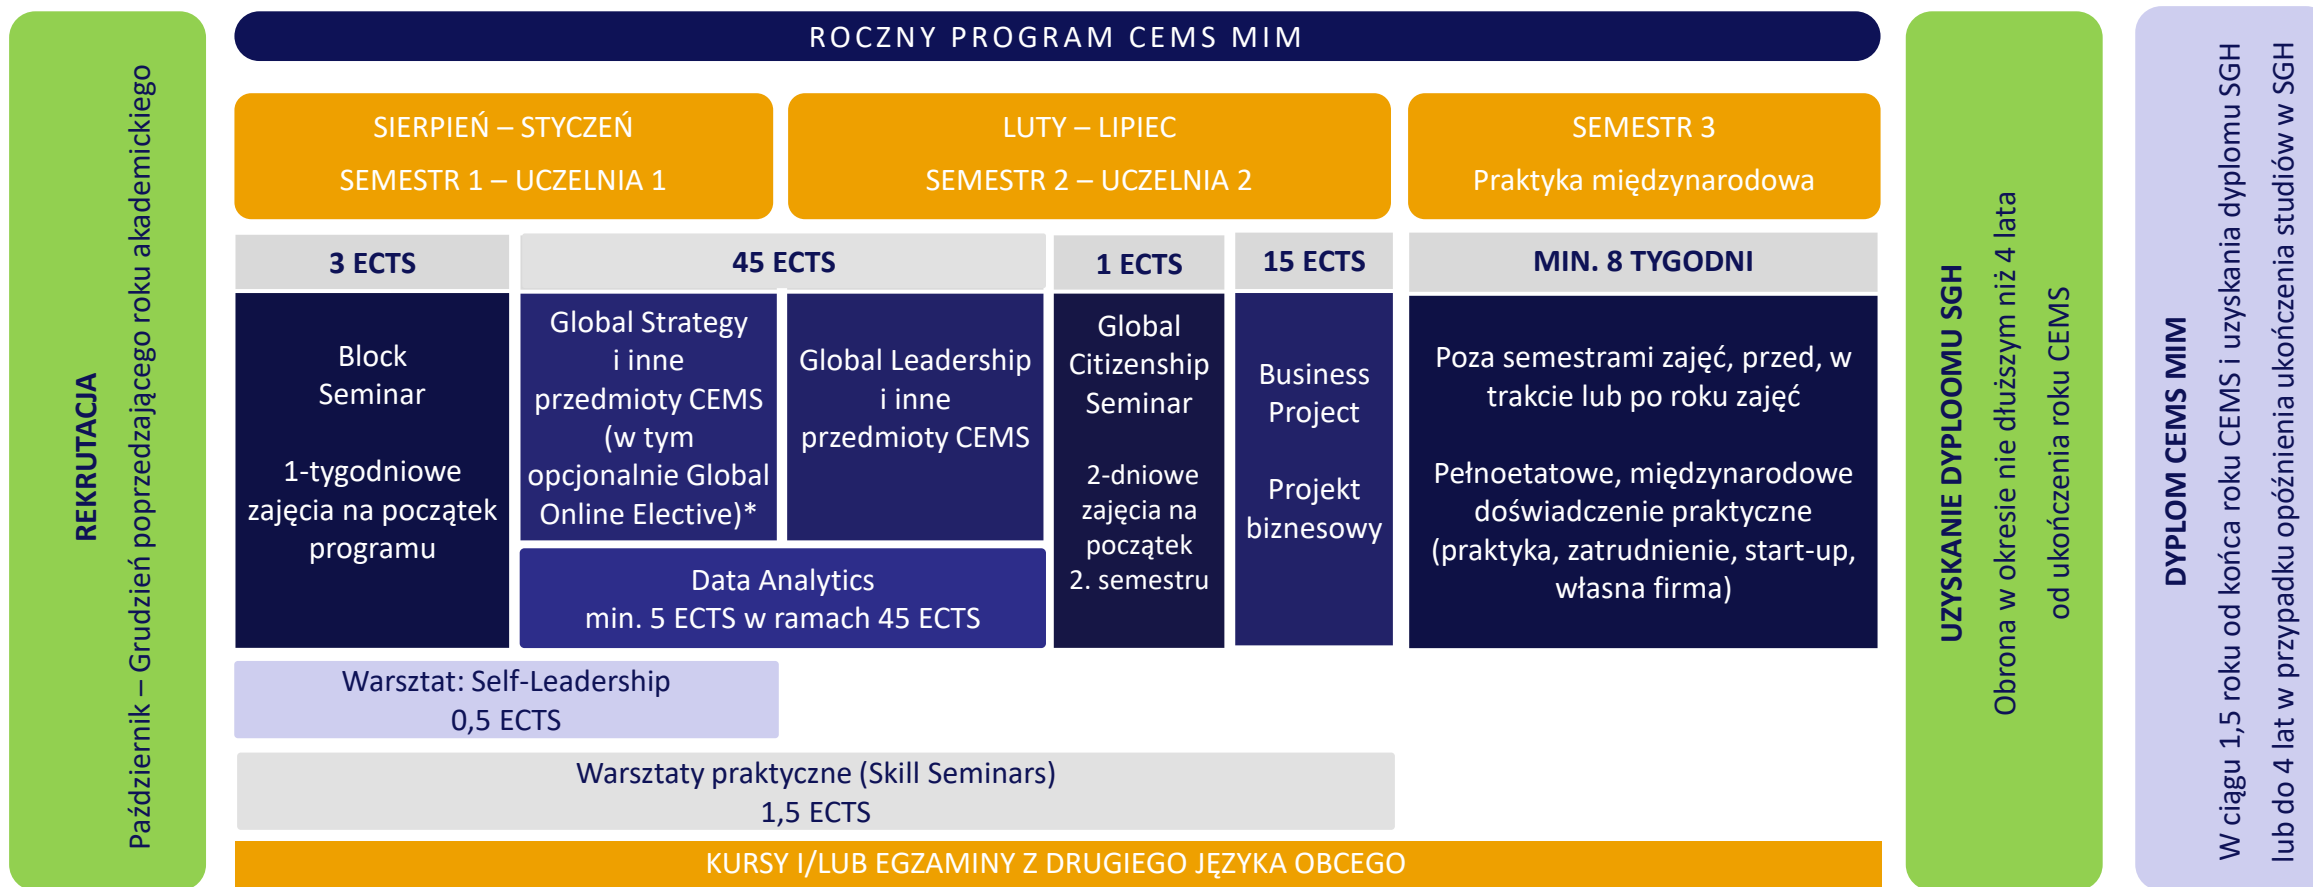 REKRUTACJA
Październik – Grudzień poprzedzającego roku akademickiego
ROCZNY PROGRAM CEMS MIM
SIERPIEŃ – STYCZEŃ
SEMESTR 1 – UCZELNIA 1
LUTY – LIPIEC
SEMESTR 2 – UCZELNIA 2
SEMESTR 3
Praktyka międzynarodowa
3 ECTS
Block
Seminar
1-tygodniowe
zajęcia na początek
programu
45 ECTS
Global Strategy
i inne
przedmioty CEMS
(w tym
opcjonalnie Global
Online Elective)*
Global Leadership
i inne
przedmioty CEMS
Data Analytics
min. 5 ECTS w ramach 45 ECTS
1 ECTS
Global
Citizenship
Seminar
2-dniowe
zajęcia na
początek
2. semestru
15 ECTS
Business
Project
Projekt
biznesowy
MIN. 8 TYGODNI
Poza semestrami zajęć, przed, w
trakcie lub po roku zajęć
Pełnoetatowe, międzynarodowe
doświadczenie praktyczne
(praktyka, zatrudnienie, start-up,
własna firma)
Warsztat: Self-Leadership
0,5 ECTS
Warsztaty praktyczne (Skill Seminars)
1,5 ECTS
KURSY I/LUB EGZAMINY Z DRUGIEGO JĘZYKA OBCEGO
UZYSKANIE DYPLOOMU SGH
Obrona w okresie nie dłuższym niż 4 lata
od ukończenia roku CEMS
DYPLOM CEMS MIM
W ciągu 1,5 roku od końca roku CEMS i uzyskania dyplomu SGH
lub do 4 lat w przypadku opóźnienia ukończenia studiów w SGH